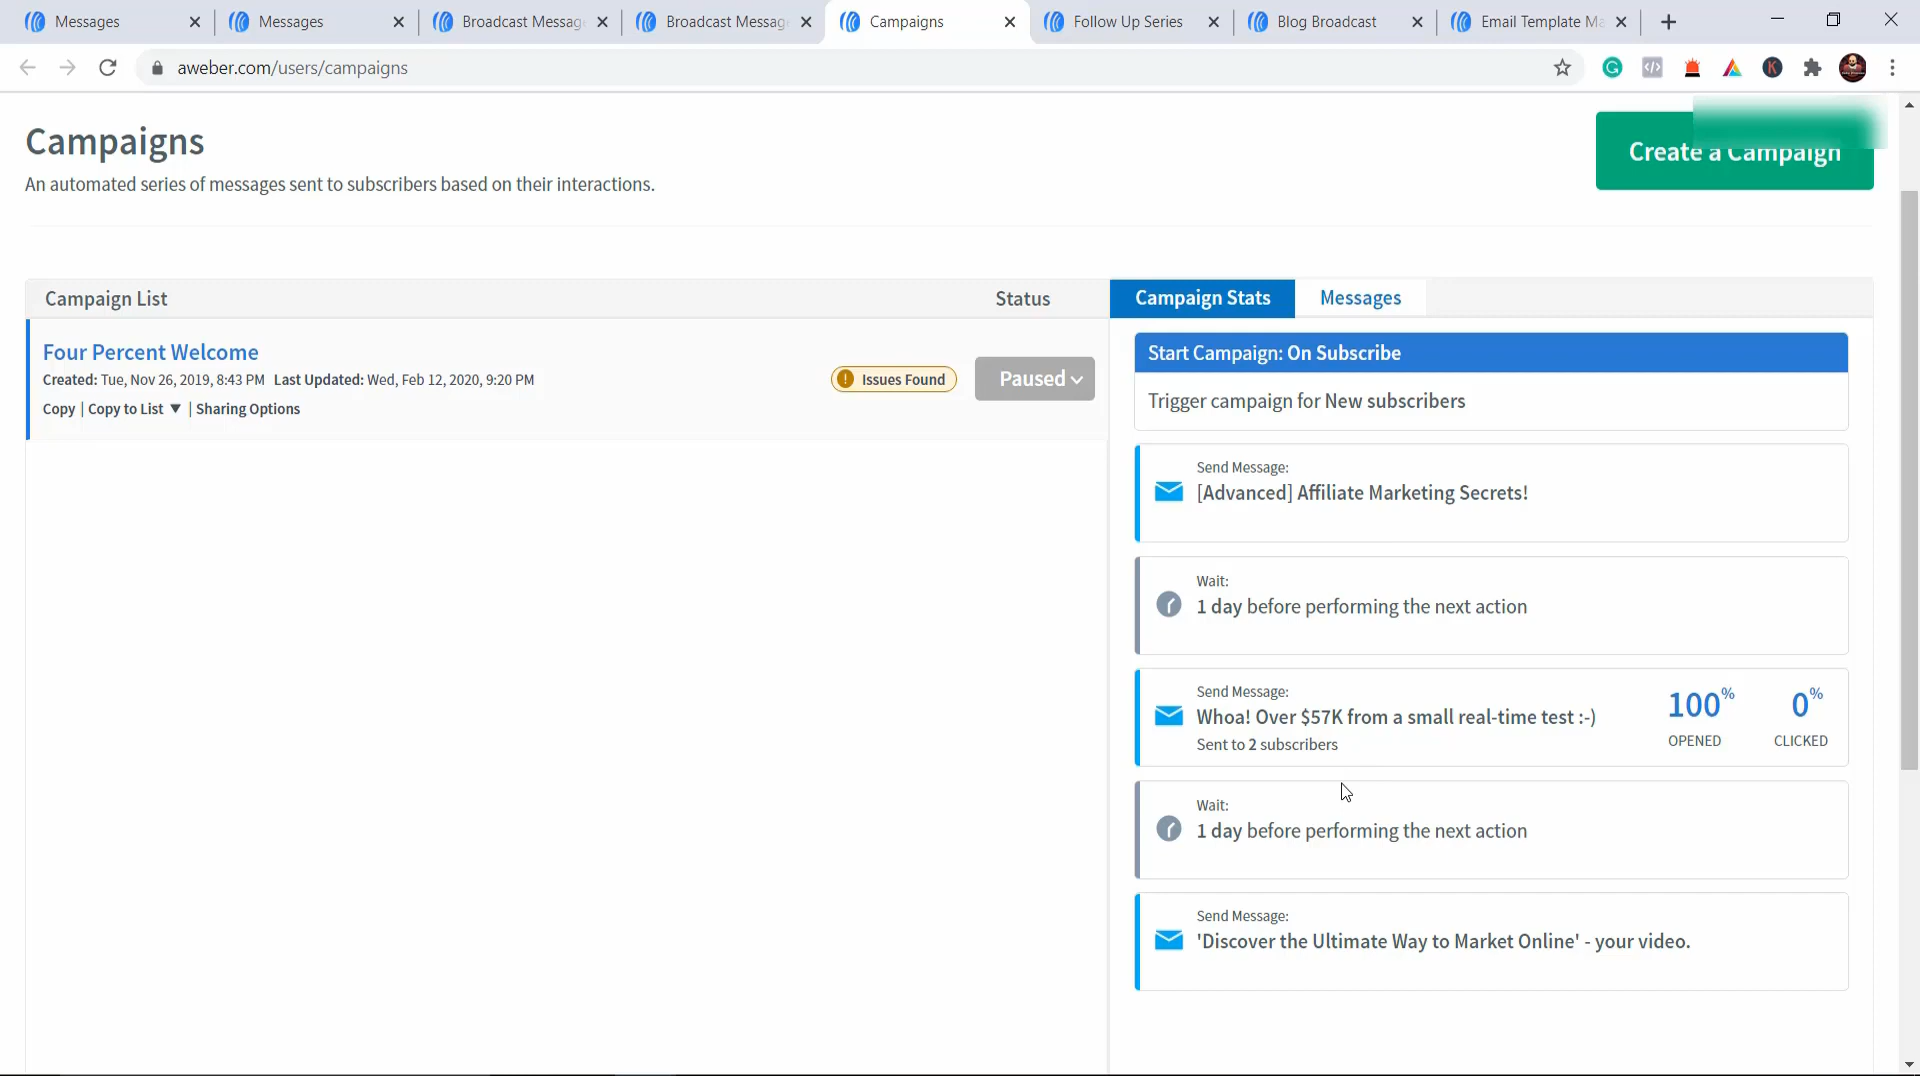 Messages
Messages
Broadcast Messag
Broadcast Messag
Campaigns
Follow Up Series
Blog Broadcast
Email Template Ma
aweber.com/users/campaigns
Campaigns
An automated series of messages sent to subscribers based on their interactions.
Create a Campaign
Campaign List
Status
Campaign Stats
Messages
Four Percent Welcome
Created: Tue, Nov 26, 2019, 8:43 PM Last Updated: Wed, Feb 12, 2020, 9:20 PM
Copy | Copy to List ▼ | Sharing Options
Issues Found
Paused
Start Campaign: On Subscribe
Trigger campaign for New subscribers
Send Message:
[Advanced] Affiliate Marketing Secrets!
Wait:
1 day before performing the next action
Send Message:
Whoa! Over $57K from a small real-time test :-)
Sent to 2 subscribers
100%
OPENED
0%
CLICKED
Wait:
1 day before performing the next action
Send Message:
'Discover the Ultimate Way to Market Online' - your video.